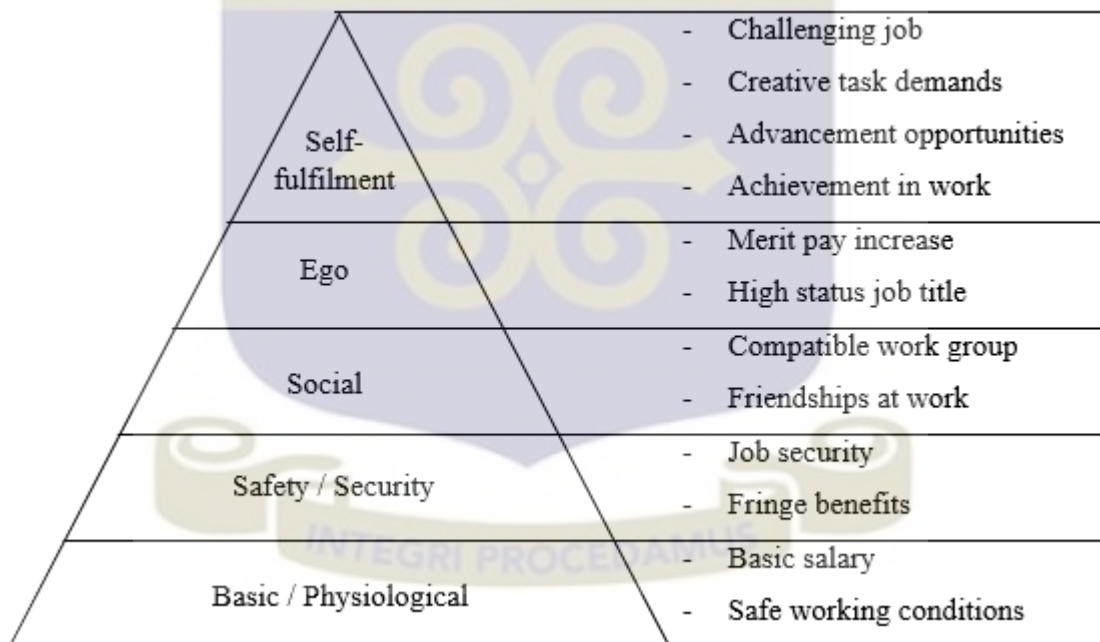 - Challenging job
- Creative task demands
Self-
- Advancement opportunities
fulfilment
- Achievement in work
- Merit pay increase
Ego
- High status job title
- Compatible work group
Social
- Friendships at work
- Job security
Safety / Security
- Fringe benefits
INTEGRI PROCEDAMUS
- Basic salary
Basic / Physiological
- Safe working conditions